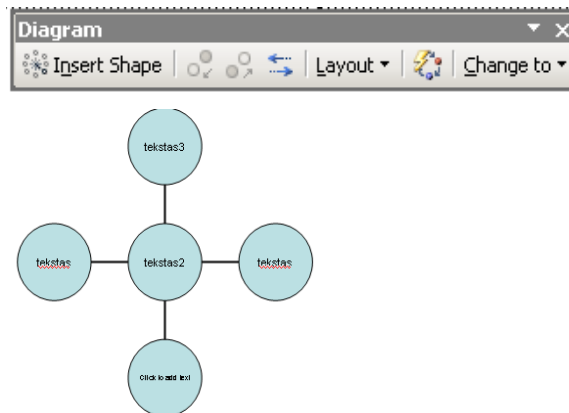 Diagram
Insert Shape Layout Change to
tekstas3
tekstas tekstas2 tekstas
Click to add text